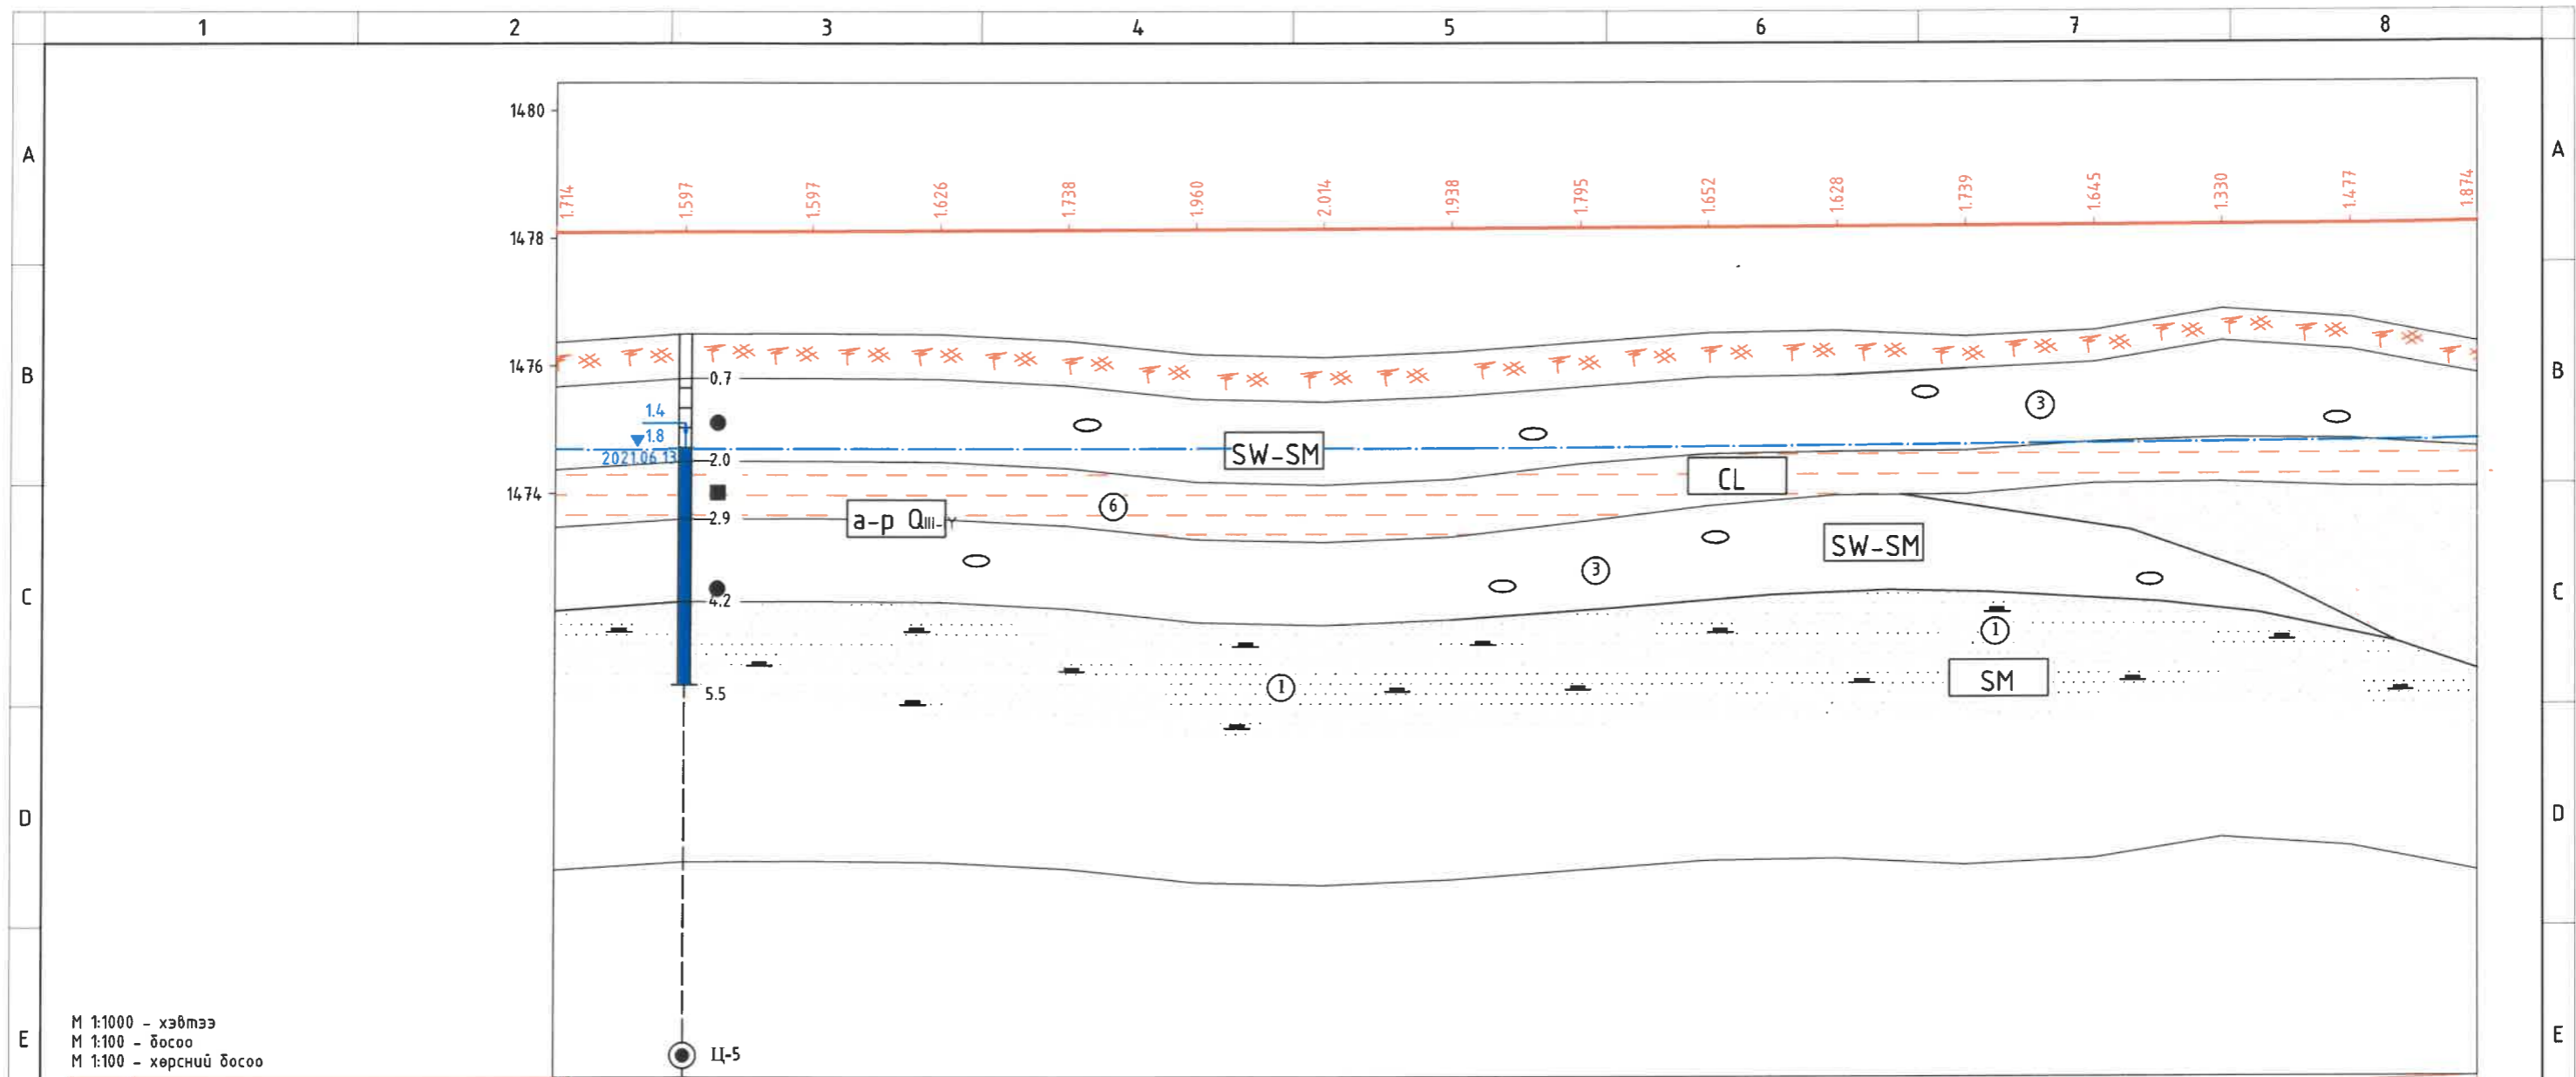 1 2 3 4 5 6 7 8
A A
1480
1.714 1.597 1.597 1.626 1.738 1.960 2.014 1.938 1.795 1.652 1.628 1.739 1.645 1.330 1.477 1.874
1478
B B
1476
0.7
1.4
3
1.8
2021.06.13
2.0
SW-SM
CL
1474
6
2.9
a-p QIII-
SW-SM
3
C C
4.2
1
1
SM
5.5
D D
M 1:1000 - хэвтээ
M 1:100 - босоо
M 1:100 - хөрсний босоо
E E
Ц-5